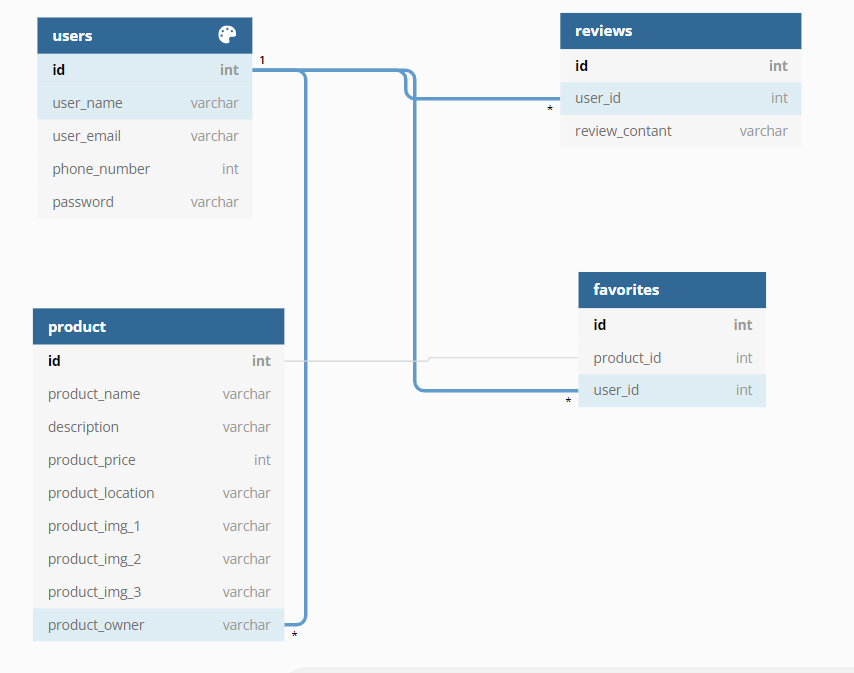 users
id int
user_name varchar
user_email varchar
phone_number int
password varchar
1
reviews
id int
user_id int
review_contant varchar
*
product
id int
product_name varchar
description varchar
product_price int
product_location varchar
product_img_1 varchar
product_img_2 varchar
product_img_3 varchar
product_owner varchar
*
favorites
id int
product_id int
user_id int
*